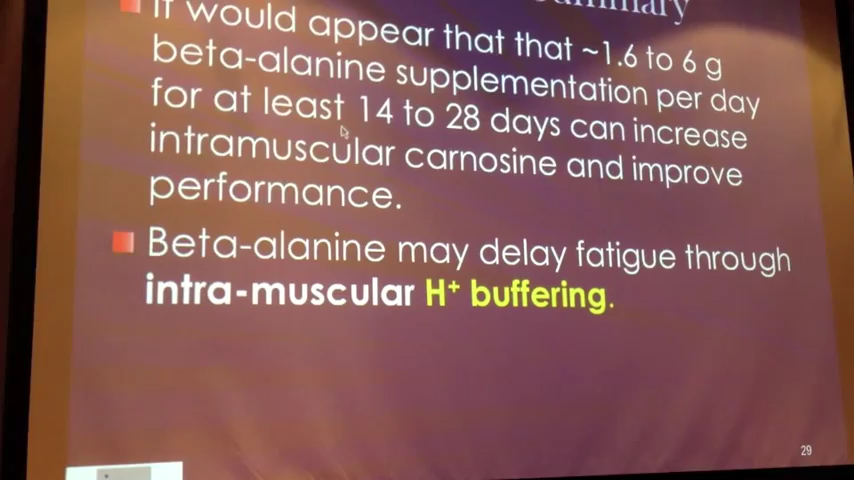 Summary
It would appear that that ~1.6 to 6 g
beta-alanine supplementation per day
for at least 14 to 28 days can increase
intramuscular carnosine and improve
performance.
Beta-alanine may delay fatigue through
intra-muscular H⁺ buffering.
29